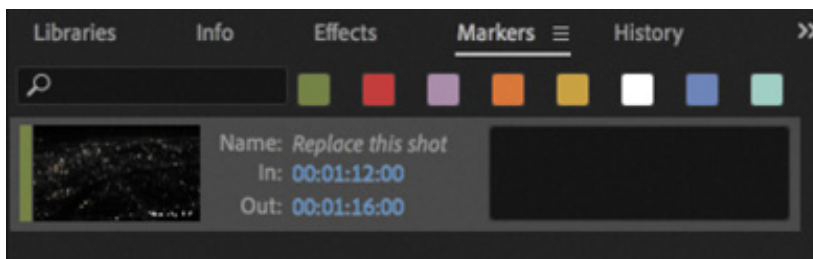 Libraries Info Effects Markers History
Name: Replace this shot
In: 00:01:12:00
Out: 00:01:16:00